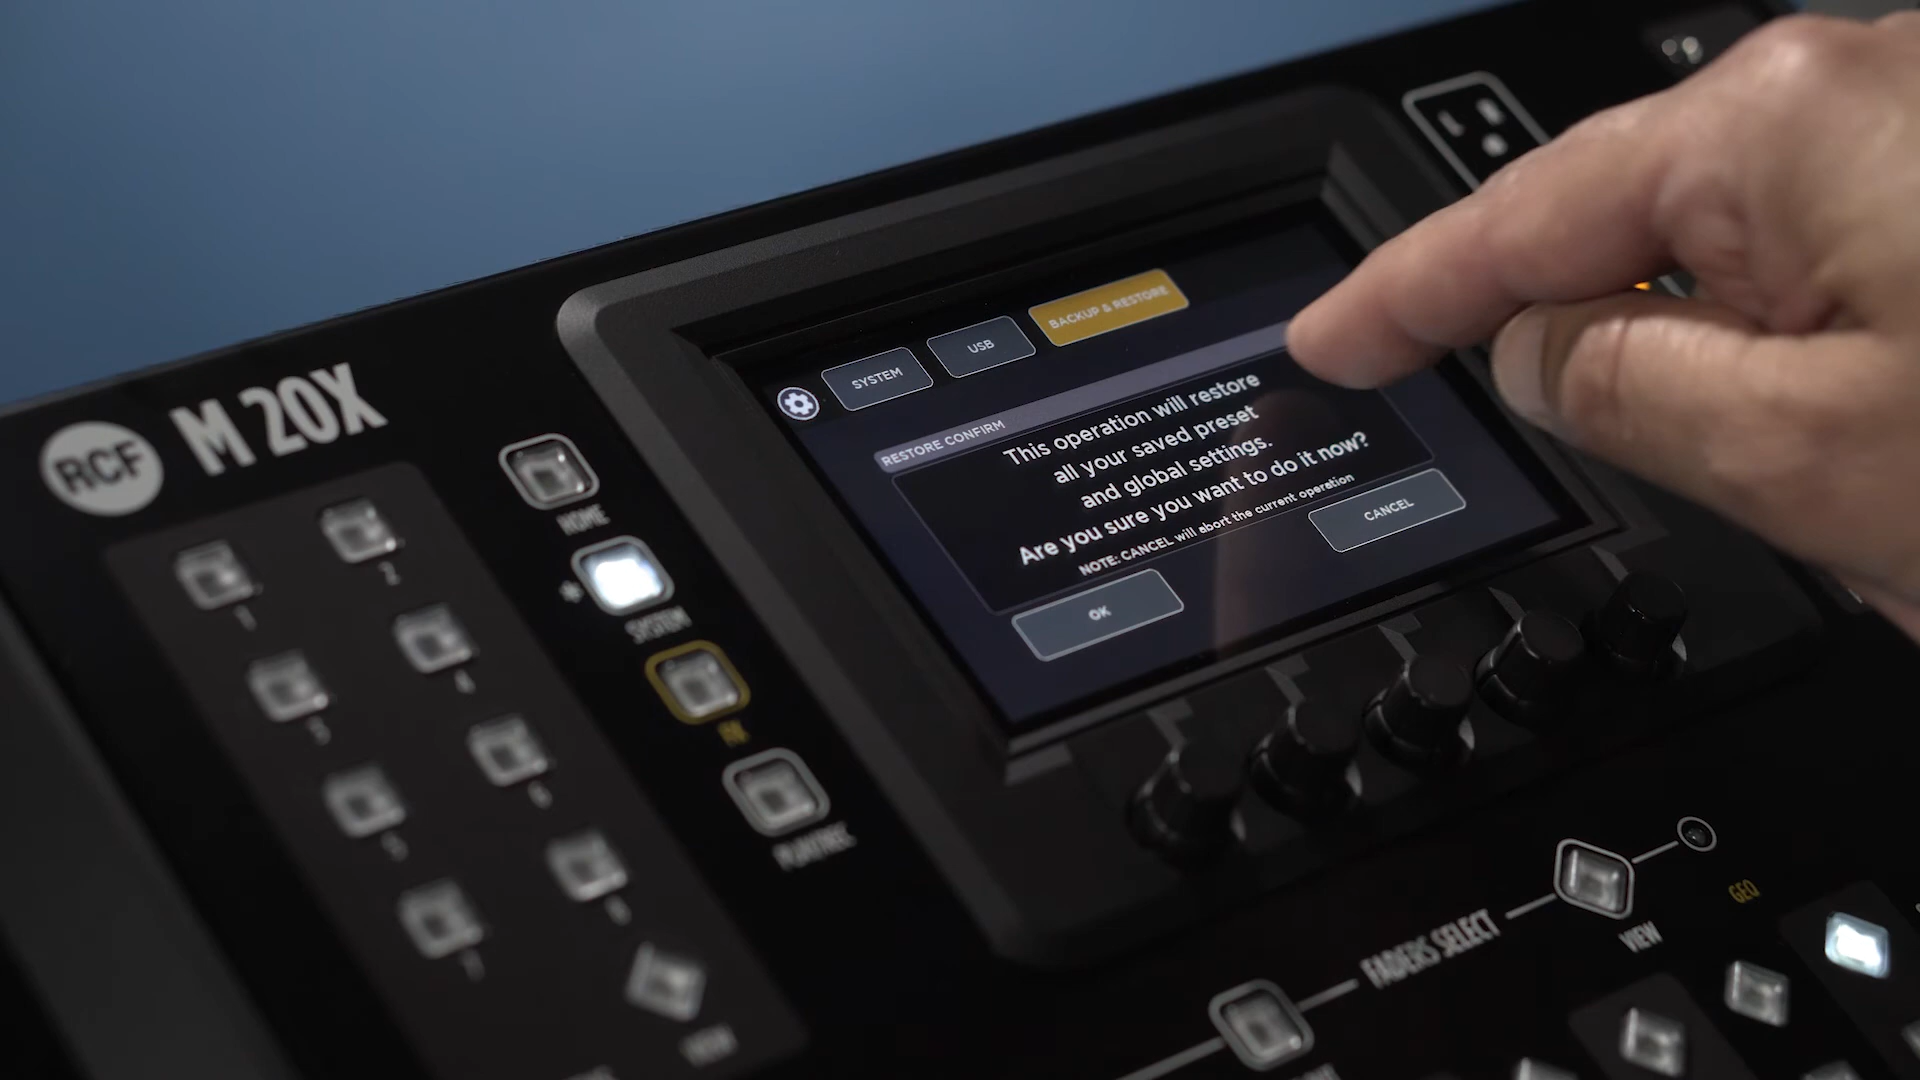 RCF M 20X
HOME
SYSTEM
PLAY/REC
1
2
3
4
5
6
7
8
VIEW
SYSTEM
USB
BACKUP & RESTORE
RESTORE CONFIRM
This operation will restore
all your saved preset
and global settings.
Are you sure you want to do it now?
NOTE: CANCEL will abort the current operation
OK
CANCEL
FADERS SELECT
VIEW
GEQ